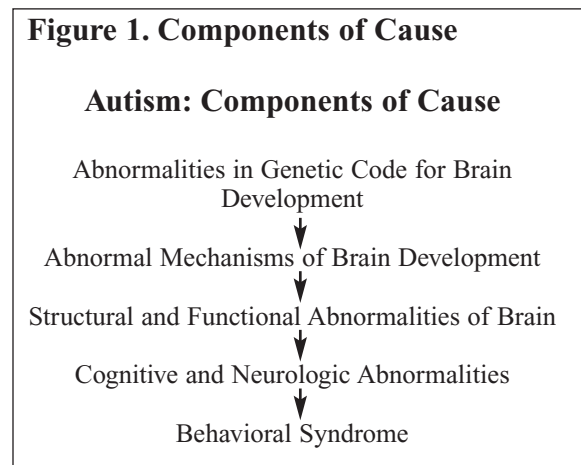 Figure 1. Components of Cause
Autism: Components of Cause
Abnormalities in Genetic Code for Brain
Development
Abnormal Mechanisms of Brain Development
Structural and Functional Abnormalities of Brain
Cognitive and Neurologic Abnormalities
Behavioral Syndrome